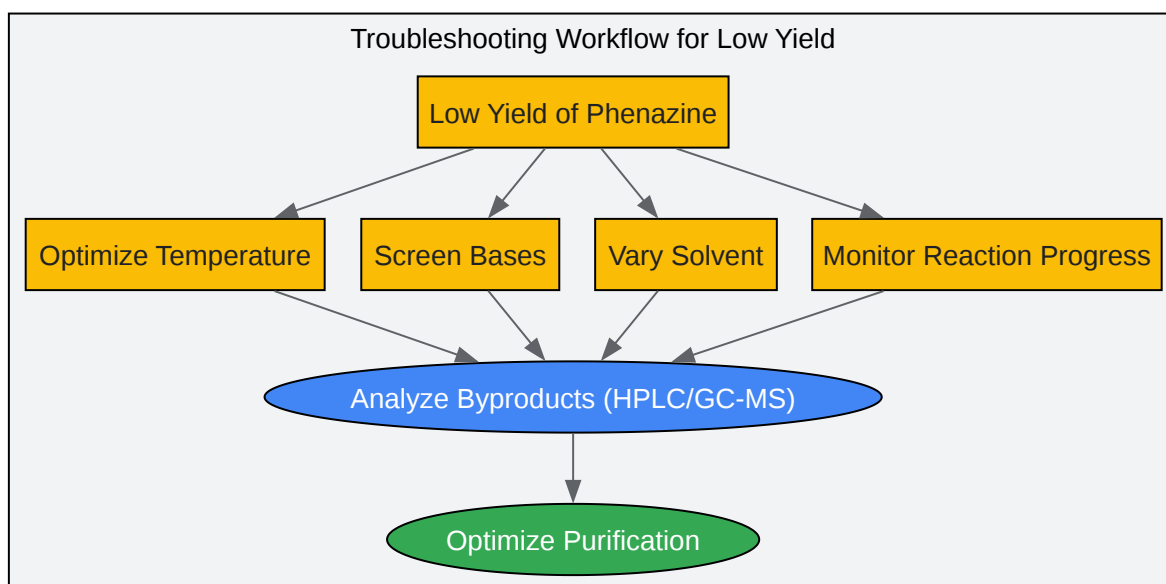 Troubleshooting Workflow for Low Yield
Low Yield of Phenazine
Optimize Temperature
Screen Bases
Vary Solvent
Monitor Reaction Progress
Analyze Byproducts (HPLC/GC-MS)
Optimize Purification